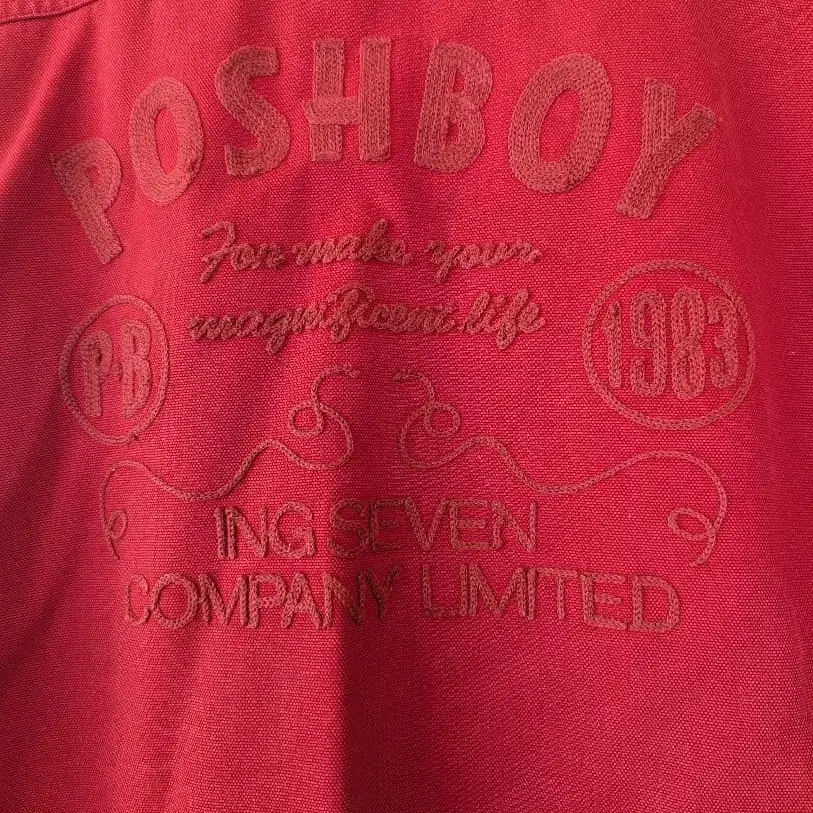 POSHBOY
For make your
magnificent life
P·B
1983
ING SEVEN
COMPANY LIMITED